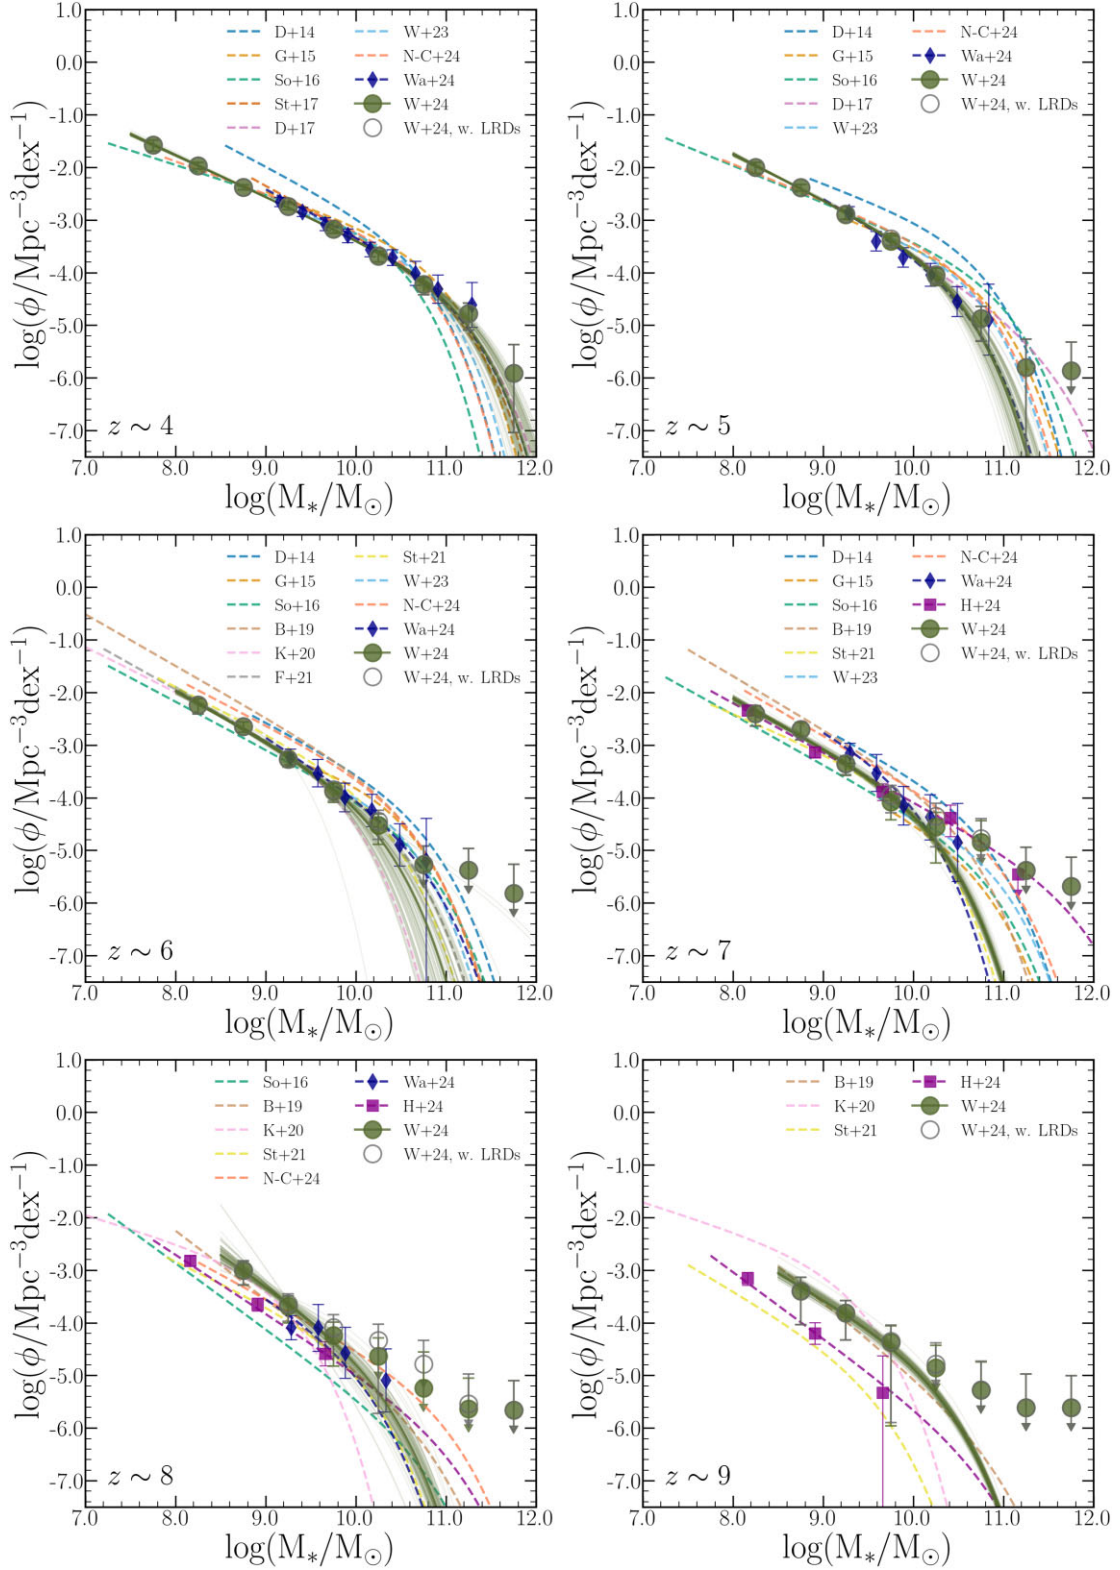 log(ϕ/Mpc⁻³dex⁻¹)
1.0
0.0
-1.0
-2.0
-3.0
-4.0
-5.0
-6.0
-7.0
D+14 W+23
G+15 N-C+24
So+16 Wa+24
St+17 W+24
D+17 W+24, w. LRDs
z ∼ 4
7.0 8.0 9.0 10.0 11.0 12.0
log(M*/M⊙)
log(ϕ/Mpc⁻³dex⁻¹)
1.0
0.0
-1.0
-2.0
-3.0
-4.0
-5.0
-6.0
-7.0
D+14 N-C+24
G+15 Wa+24
So+16 W+24
D+17 W+24, w. LRDs
W+23
z ∼ 5
7.0 8.0 9.0 10.0 11.0 12.0
log(M*/M⊙)
log(ϕ/Mpc⁻³dex⁻¹)
1.0
0.0
-1.0
-2.0
-3.0
-4.0
-5.0
-6.0
-7.0
D+14 St+21
G+15 W+23
So+16 N-C+24
B+19 Wa+24
K+20 W+24
F+21 W+24, w. LRDs
z ∼ 6
7.0 8.0 9.0 10.0 11.0 12.0
log(M*/M⊙)
log(ϕ/Mpc⁻³dex⁻¹)
1.0
0.0
-1.0
-2.0
-3.0
-4.0
-5.0
-6.0
-7.0
D+14 N-C+24
G+15 Wa+24
So+16 H+24
B+19 W+24
St+21 W+24, w. LRDs
W+23
z ∼ 7
7.0 8.0 9.0 10.0 11.0 12.0
log(M*/M⊙)
log(ϕ/Mpc⁻³dex⁻¹)
1.0
0.0
-1.0
-2.0
-3.0
-4.0
-5.0
-6.0
-7.0
So+16 Wa+24
B+19 H+24
K+20 W+24
St+21 W+24, w. LRDs
N-C+24
z ∼ 8
7.0 8.0 9.0 10.0 11.0 12.0
log(M*/M⊙)
log(ϕ/Mpc⁻³dex⁻¹)
1.0
0.0
-1.0
-2.0
-3.0
-4.0
-5.0
-6.0
-7.0
B+19 H+24
K+20 W+24
St+21 W+24, w. LRDs
z ∼ 9
7.0 8.0 9.0 10.0 11.0 12.0
log(M*/M⊙)